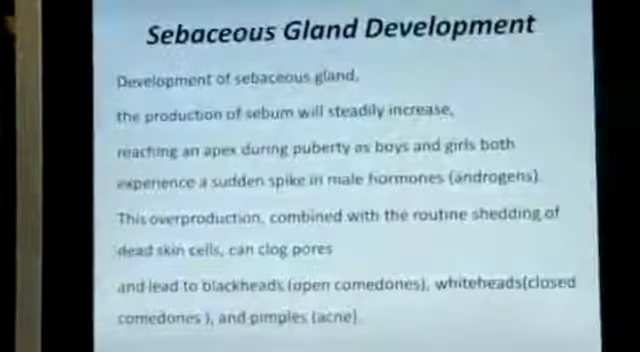 Sebaceous Gland Development
Development of sebaceous gland,
the production of sebum will steadily increase,
reaching an apex during puberty as boys and girls both
experience a sudden spike in male hormones (androgens).
This overproduction, combined with the routine shedding of
dead skin cells, can clog pores
and lead to blackheads (open comedones), whiteheads(closed
comedones ), and pimples (acne)